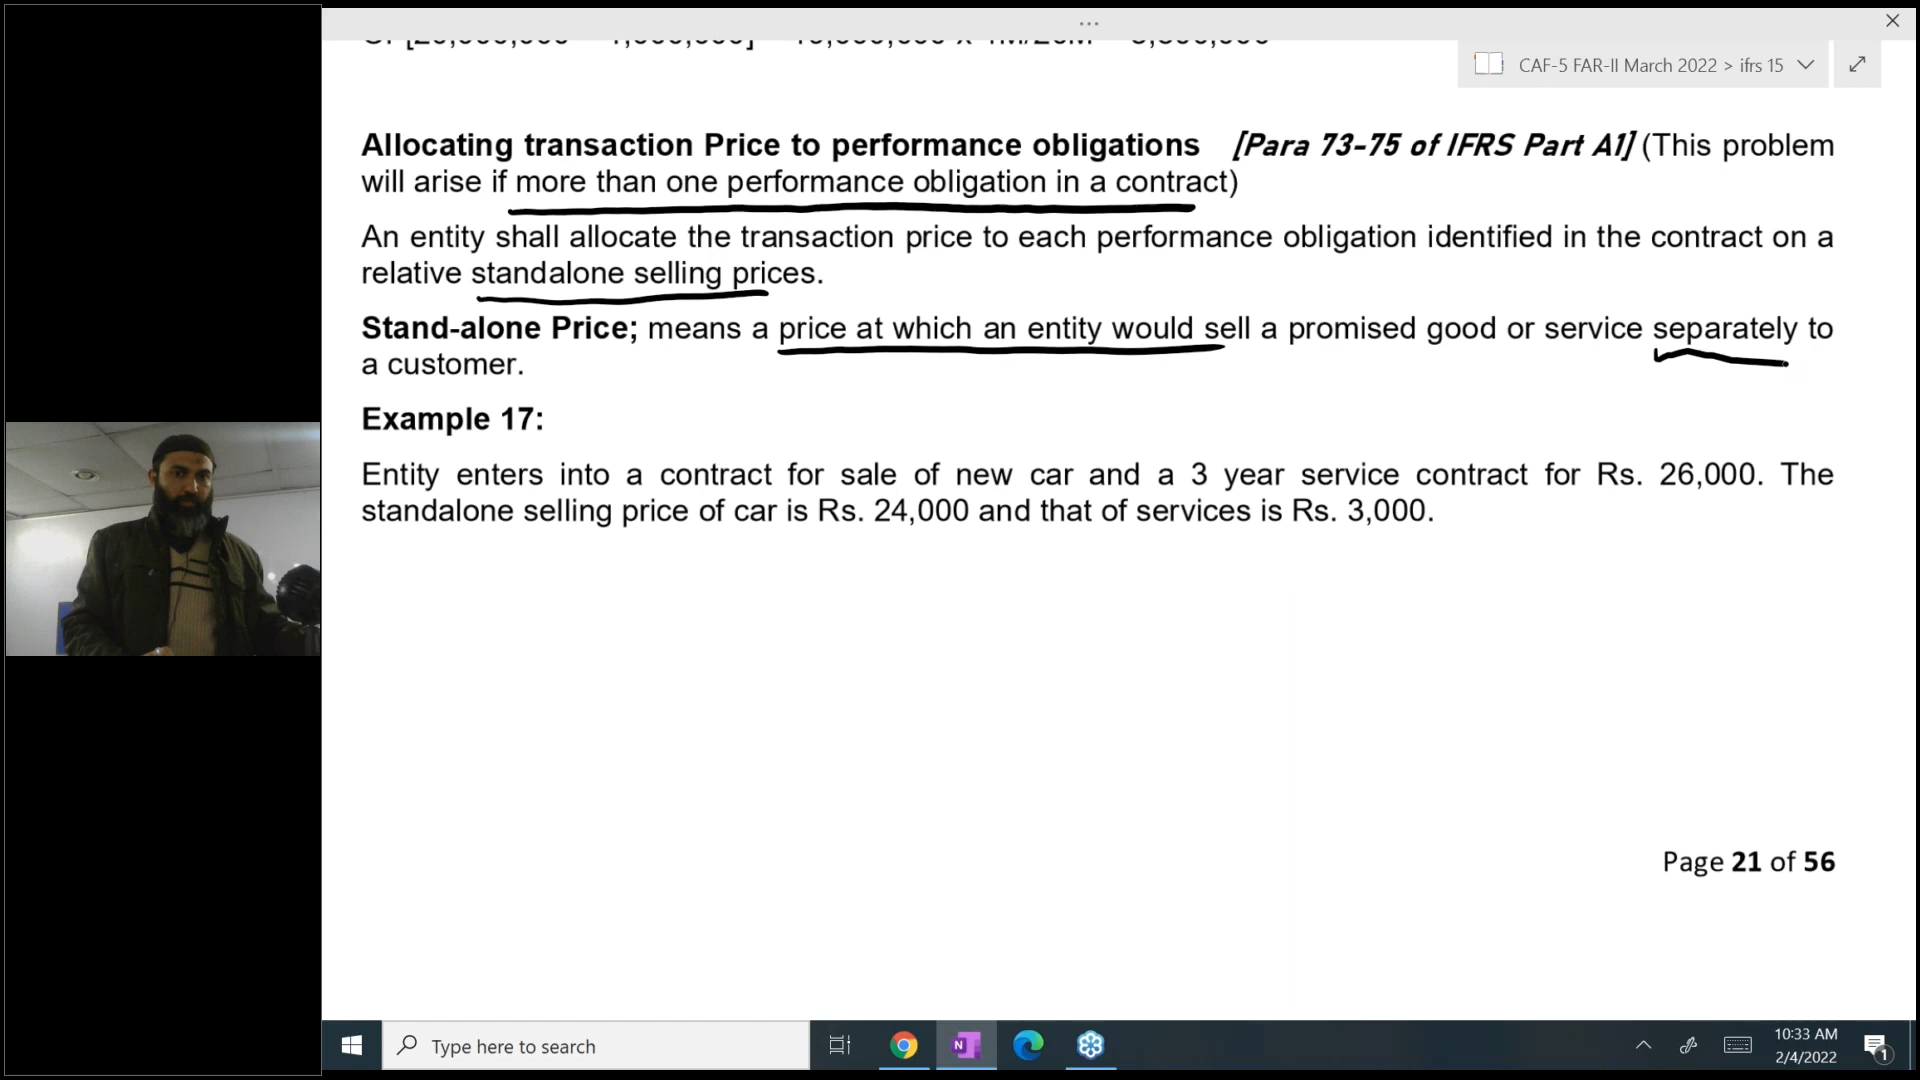 CAF-5 FAR-II March 2022 > ifrs 15
Allocating transaction Price to performance obligations [Para 73-75 of IFRS Part A1] (This problem
will arise if more than one performance obligation in a contract)
An entity shall allocate the transaction price to each performance obligation identified in the contract on a
relative standalone selling prices.
Stand-alone Price; means a price at which an entity would sell a promised good or service separately to
a customer.
Example 17:
Entity enters into a contract for sale of new car and a 3 year service contract for Rs. 26,000. The
standalone selling price of car is Rs. 24,000 and that of services is Rs. 3,000.
Page 21 of 56
Type here to search
N
10:33 AM
2/4/2022
1